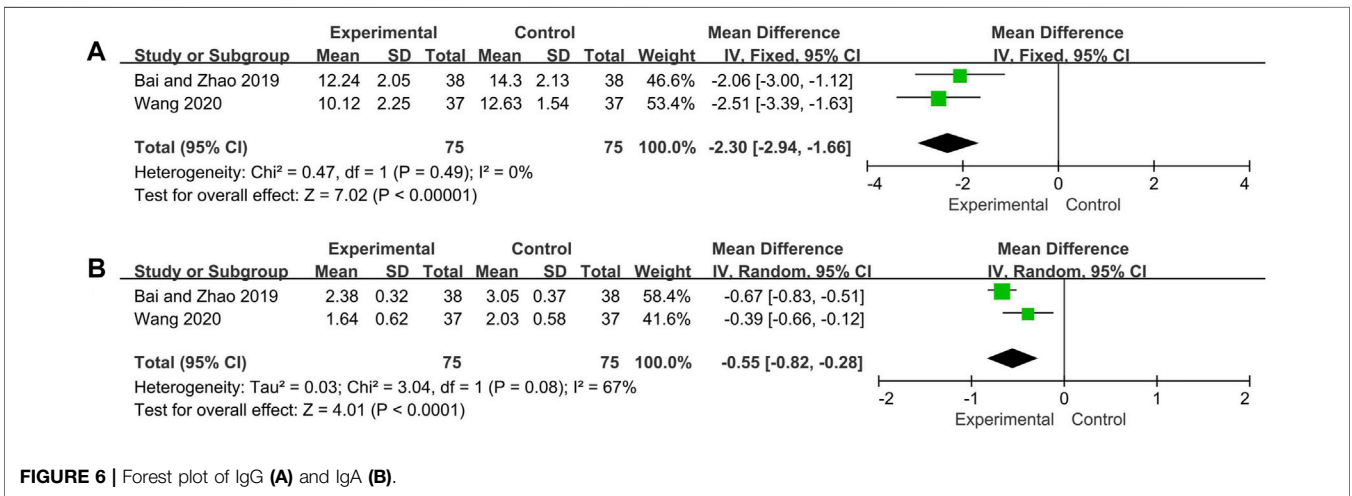 Experimental Control Mean Difference Mean Difference
A Study or Subgroup Mean SD Total Mean SD Total Weight IV, Fixed, 95% CI IV, Fixed, 95% CI
Bai and Zhao 2019 12.24 2.05 38 14.3 2.13 38 46.6% -2.06 [-3.00, -1.12]
Wang 2020 10.12 2.25 37 12.63 1.54 37 53.4% -2.51 [-3.39, -1.63]
Total (95% CI) 75 75 100.0% -2.30 [-2.94, -1.66]
Heterogeneity: Chi² = 0.47, df = 1 (P = 0.49); I² = 0%
Test for overall effect: Z = 7.02 (P < 0.00001)
-4 -2 0 2 4
Experimental Control
Experimental Control Mean Difference Mean Difference
B Study or Subgroup Mean SD Total Mean SD Total Weight IV, Random, 95% CI IV, Random, 95% CI
Bai and Zhao 2019 2.38 0.32 38 3.05 0.37 38 58.4% -0.67 [-0.83, -0.51]
Wang 2020 1.64 0.62 37 2.03 0.58 37 41.6% -0.39 [-0.66, -0.12]
Total (95% CI) 75 75 100.0% -0.55 [-0.82, -0.28]
Heterogeneity: Tau² = 0.03; Chi² = 3.04, df = 1 (P = 0.08); I² = 67%
Test for overall effect: Z = 4.01 (P < 0.0001)
-2 -1 0 1 2
Experimental Control
FIGURE 6 | Forest plot of IgG (A) and IgA (B).